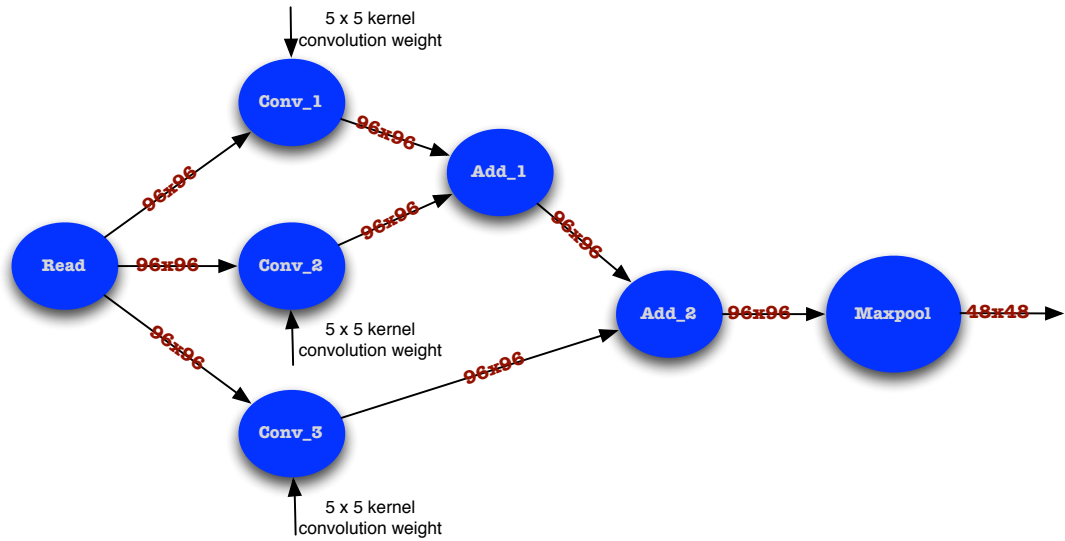 5 x 5 kernel
convolution weight
Conv_1
96x96
Add_1
96x96
96x96
Read
96x96
Conv_2
96x96
Add_2
96x96
Maxpool
48x48
5 x 5 kernel
convolution weight
96x96
96x96
Conv_3
5 x 5 kernel
convolution weight